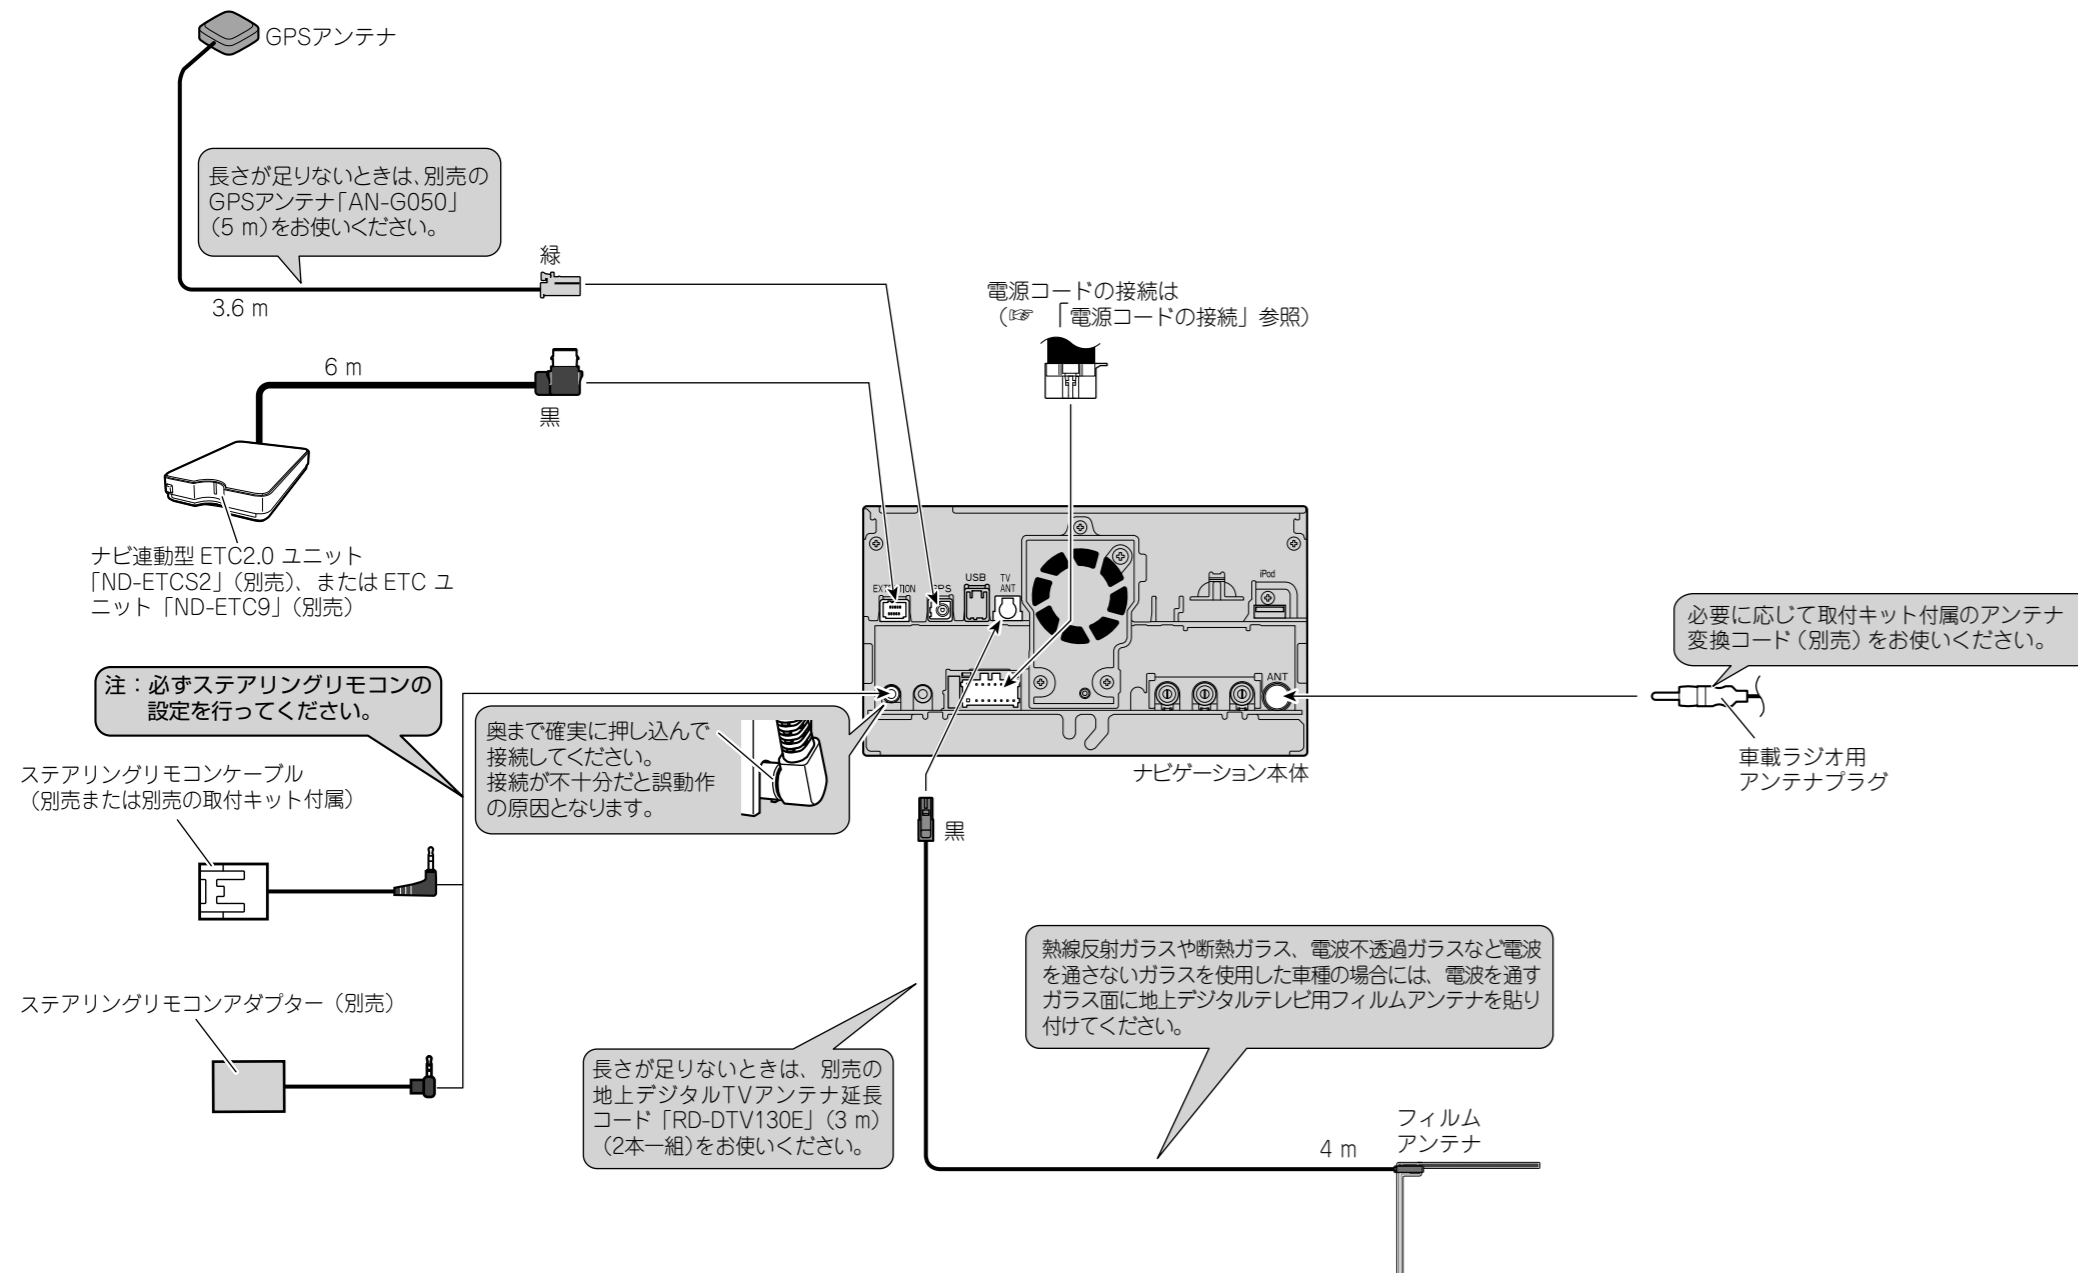 GPSアンテナ
長さが足りないときは、別売の
GPSアンテナ「AN-G050」
（5 m）をお使いください。
緑
3.6 m
電源コードの接続は
（☞ 「電源コードの接続」参照）
6 m
黒
ナビ連動型 ETC2.0 ユニット
「ND-ETCS2」（別売）、または ETC ユ
ニット「ND-ETC9」（別売）
USB
TV
ANT
iPod
ANT
必要に応じて取付キット付属のアンテナ
変換コード（別売）をお使いください。
車載ラジオ用
アンテナプラグ
ナビゲーション本体
注：必ずステアリングリモコンの
設定を行ってください。
奥まで確実に押し込んで
接続してください。
接続が不十分だと誤動作
の原因となります。
ステアリングリモコンケーブル
（別売または別売の取付キット付属）
黒
ステアリングリモコンアダプター（別売）
熱線反射ガラスや断熱ガラス、電波不透過ガラスなど電波
を通さないガラスを使用した車種の場合には、電波を通す
ガラス面に地上デジタルテレビ用フィルムアンテナを貼り
付けてください。
長さが足りないときは、別売の
地上デジタルTVアンテナ延長
コード「RD-DTV130E」（3 m）
（2本一組）をお使いください。
フィルム
アンテナ
4 m